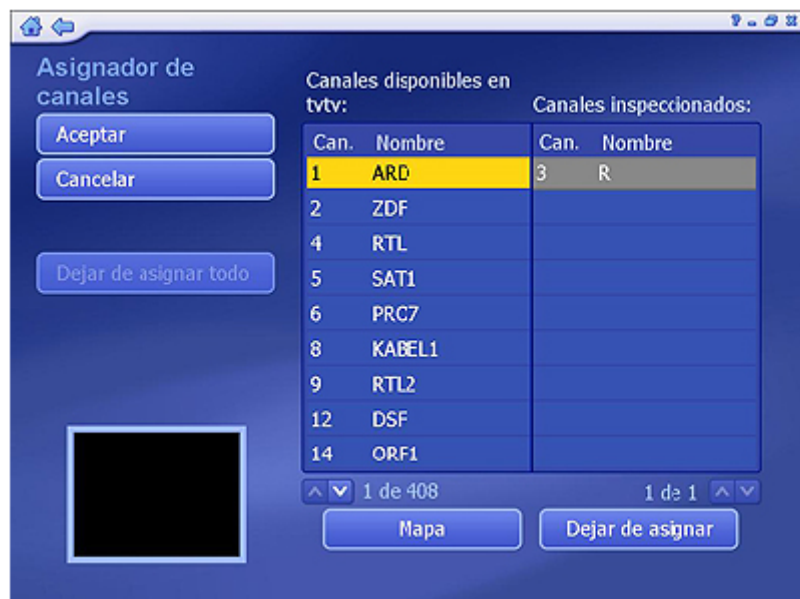 Asignador de
canales
Aceptar
Cancelar
Dejar de asignar todo
Canales disponibles en
tvtv:
Can. Nombre
1 ARD
2 ZDF
4 RTL
5 SAT1
6 PRO7
8 KABEL1
9 RTL2
12 DSF
14 ORF1
1 de 408
Mapa
Canales inspeccionados:
Can. Nombre
3 R
1 de 1
Dejar de asignar